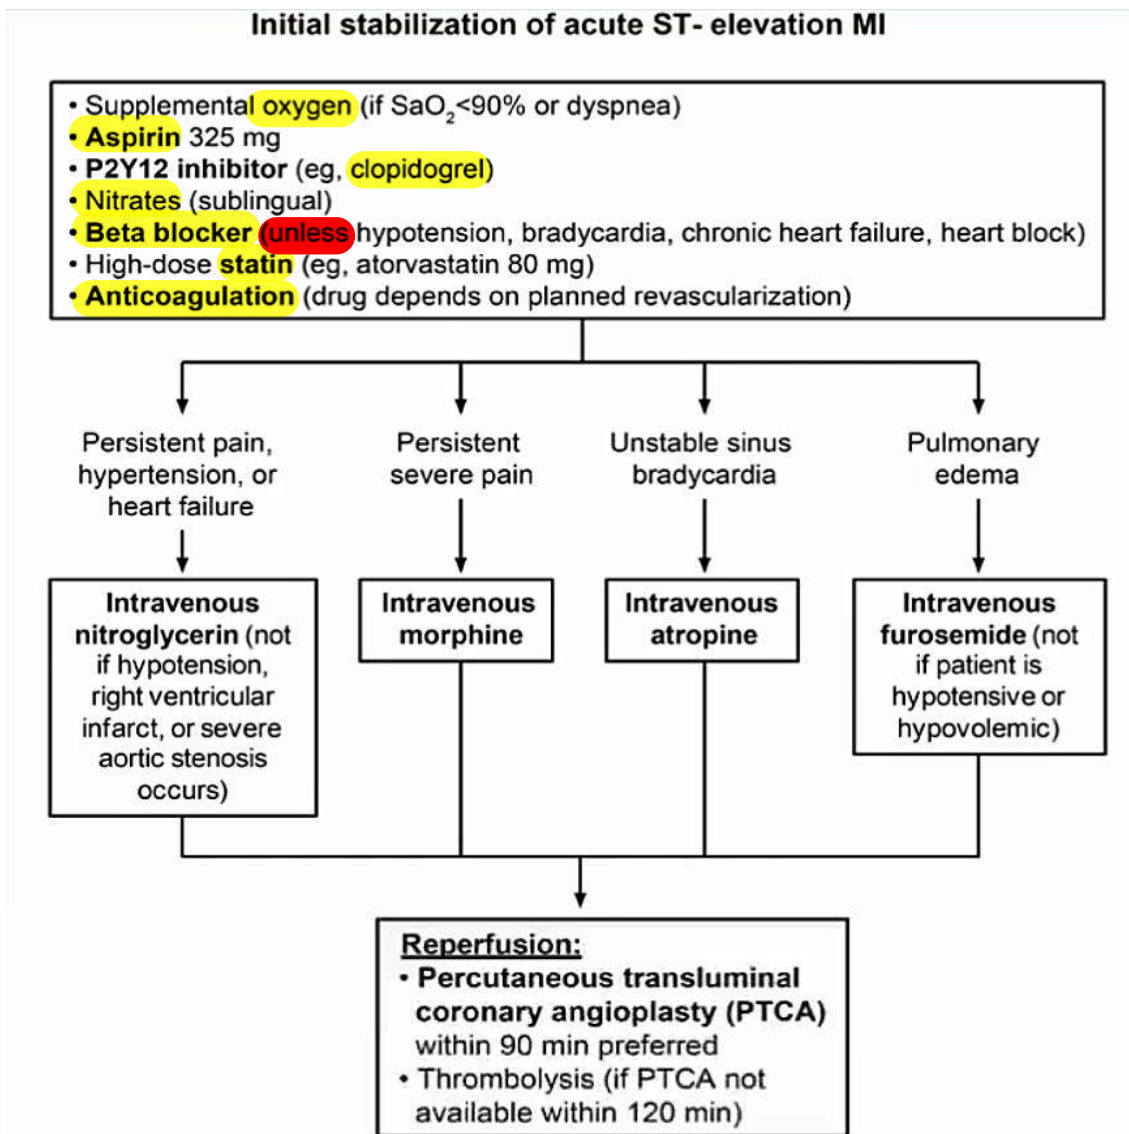 Initial stabilization of acute ST- elevation MI
• Supplemental oxygen (if SaO₂<90% or dyspnea)
• Aspirin 325 mg
• P2Y12 inhibitor (eg, clopidogrel)
• Nitrates (sublingual)
• Beta blocker (unless hypotension, bradycardia, chronic heart failure, heart block)
• High-dose statin (eg, atorvastatin 80 mg)
• Anticoagulation (drug depends on planned revascularization)
Persistent pain,
hypertension, or
heart failure
Persistent
severe pain
Unstable sinus
bradycardia
Pulmonary
edema
Intravenous
nitroglycerin (not
if hypotension,
right ventricular
infarct, or severe
aortic stenosis
occurs)
Intravenous
morphine
Intravenous
atropine
Intravenous
furosemide (not
if patient is
hypotensive or
hypovolemic)
Reperfusion:
• Percutaneous transluminal
coronary angioplasty (PTCA)
within 90 min preferred
• Thrombolysis (if PTCA not
available within 120 min)